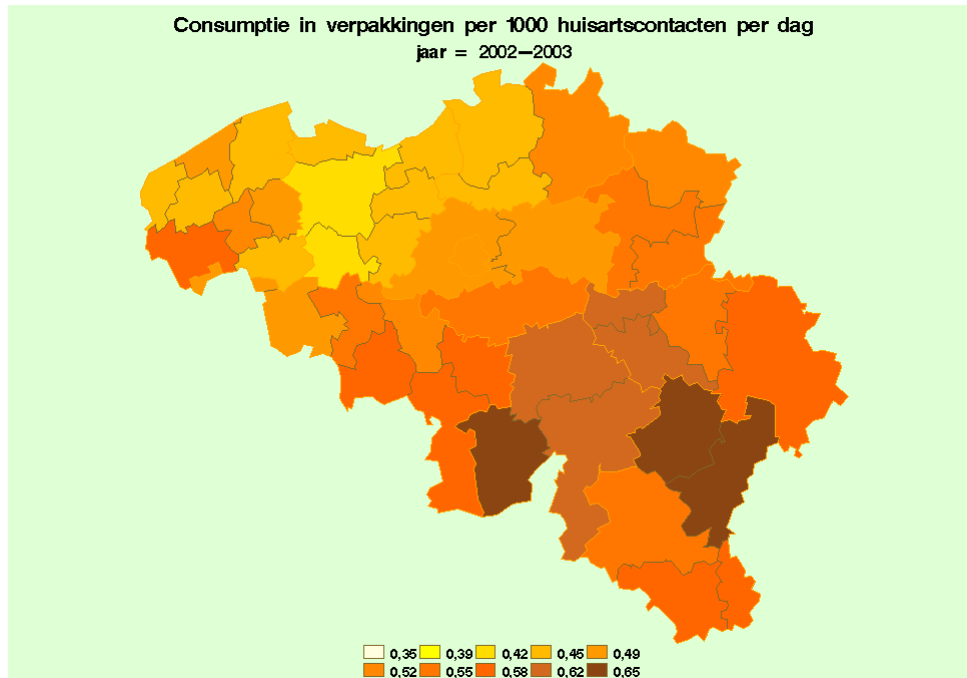 Consumptie in verpakkingen per 1000 huisartscontacten per dag
jaar = 2002–2003
0,35 0,39 0,42 0,45 0,49
0,52 0,55 0,58 0,62 0,65